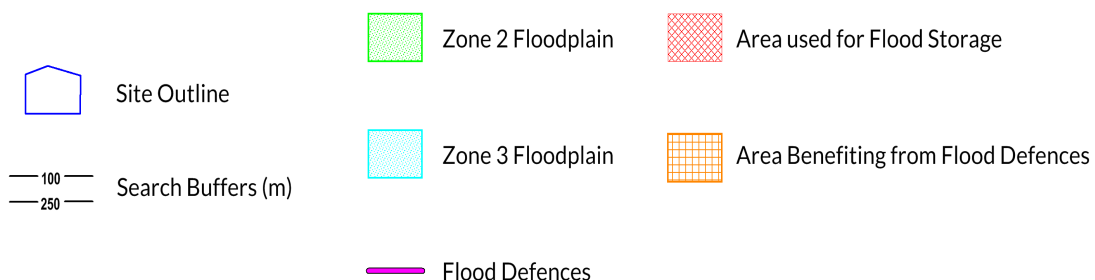 Site Outline
100
250
Search Buffers (m)
Zone 2 Floodplain
Zone 3 Floodplain
Flood Defences
Area used for Flood Storage
Area Benefiting from Flood Defences